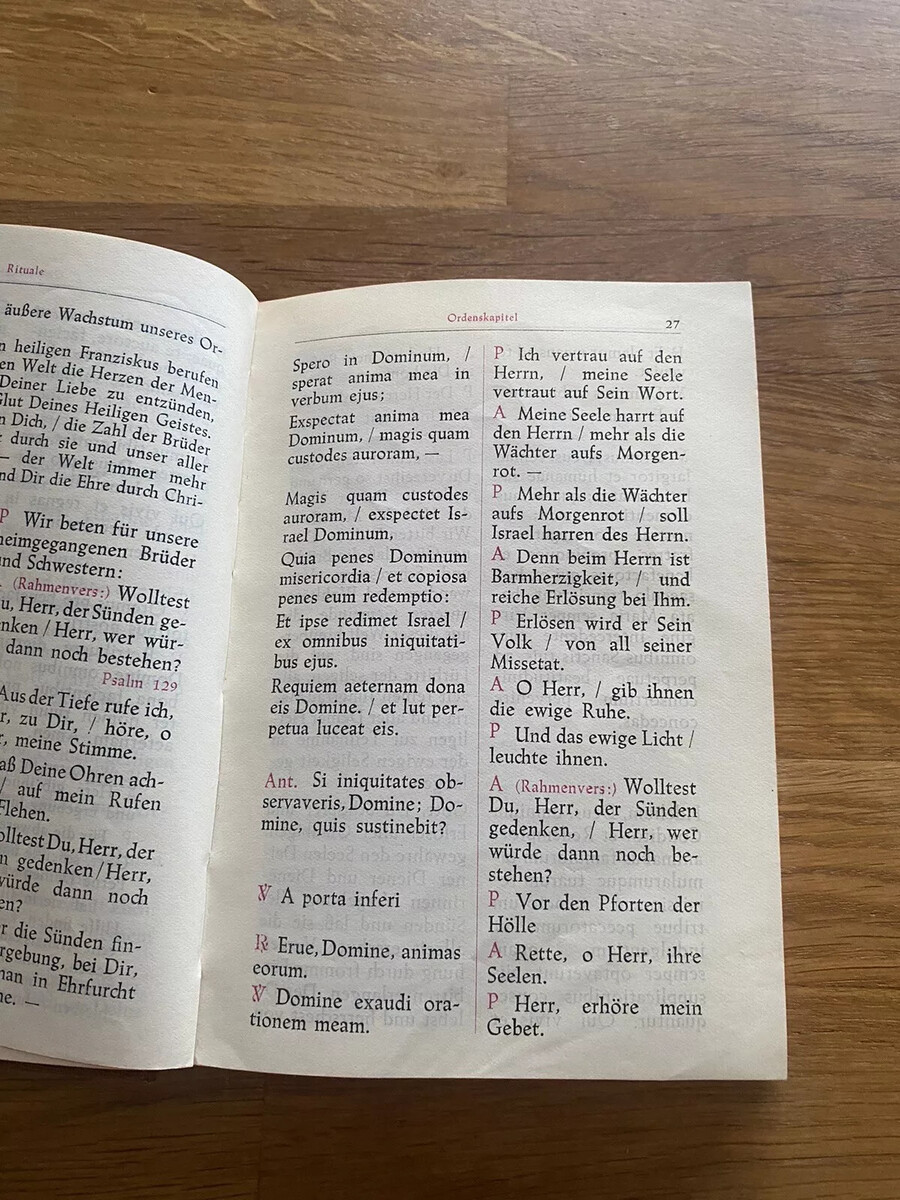 Rituale
äußere Wachstum unseres Or-
heiligen Franziskus berufen
Welt die Herzen der Men-
Deiner Liebe zu entzünden,
Glut Deines Heiligen Geistes.
Dich, / die Zahl der Brüder
durch sie und unser aller
— der Welt immer mehr
Dir die Ehre durch Chri-
P Wir beten für unsere
heimgegangenen Brüder
und Schwestern:
(Rahmenvers:) Wolltest
Du, Herr, der Sünden ge-
denken / Herr, wer wür-
dann noch bestehen?
Psalm 129
Aus der Tiefe rufe ich,
zu Dir, / höre, o
meine Stimme.
Deine Ohren ach-
/ auf mein Rufen
Flehen.
Du, Herr, der
gedenken / Herr,
würde dann noch
die Sünden fin-
bei Dir,
man in Ehrfurcht
—
Ordenskapitel
27
Spero in Dominum, /
sperat anima mea in
verbum ejus;
Exspectat anima mea
Dominum, / magis quam
custodes auroram, —
Magis quam custodes
auroram, / exspectet Is-
rael Dominum,
Quia penes Dominum
misericordia / et copiosa
penes eum redemptio:
Et ipse redimet Israel /
ex omnibus iniquitati-
bus ejus.
Requiem aeternam dona
eis Domine. / et lut per-
petua luceat eis.
Ant. Si iniquitates ob-
servaveris, Domine; Do-
mine, quis sustinebit?
℣ A porta inferi
℟ Erue, Domine, animas
eorum.
℣ Domine exaudi ora-
tionem meam.
P Ich vertrau auf den
Herrn, / meine Seele
vertraut auf Sein Wort.
A Meine Seele harrt auf
den Herrn / mehr als die
Wächter aufs Morgen-
rot. —
P Mehr als die Wächter
aufs Morgenrot / soll
Israel harren des Herrn.
A Denn beim Herrn ist
Barmherzigkeit, / und
reiche Erlösung bei Ihm.
P Erlösen wird er Sein
Volk / von all seiner
Missetat.
A O Herr, / gib ihnen
die ewige Ruhe.
P Und das ewige Licht /
leuchte ihnen.
A (Rahmenvers:) Wolltest
Du, Herr, der Sünden
gedenken, / Herr, wer
würde dann noch be-
stehen?
P Vor den Pforten der
Hölle
A Rette, o Herr, ihre
Seelen.
P Herr, erhöre mein
Gebet.